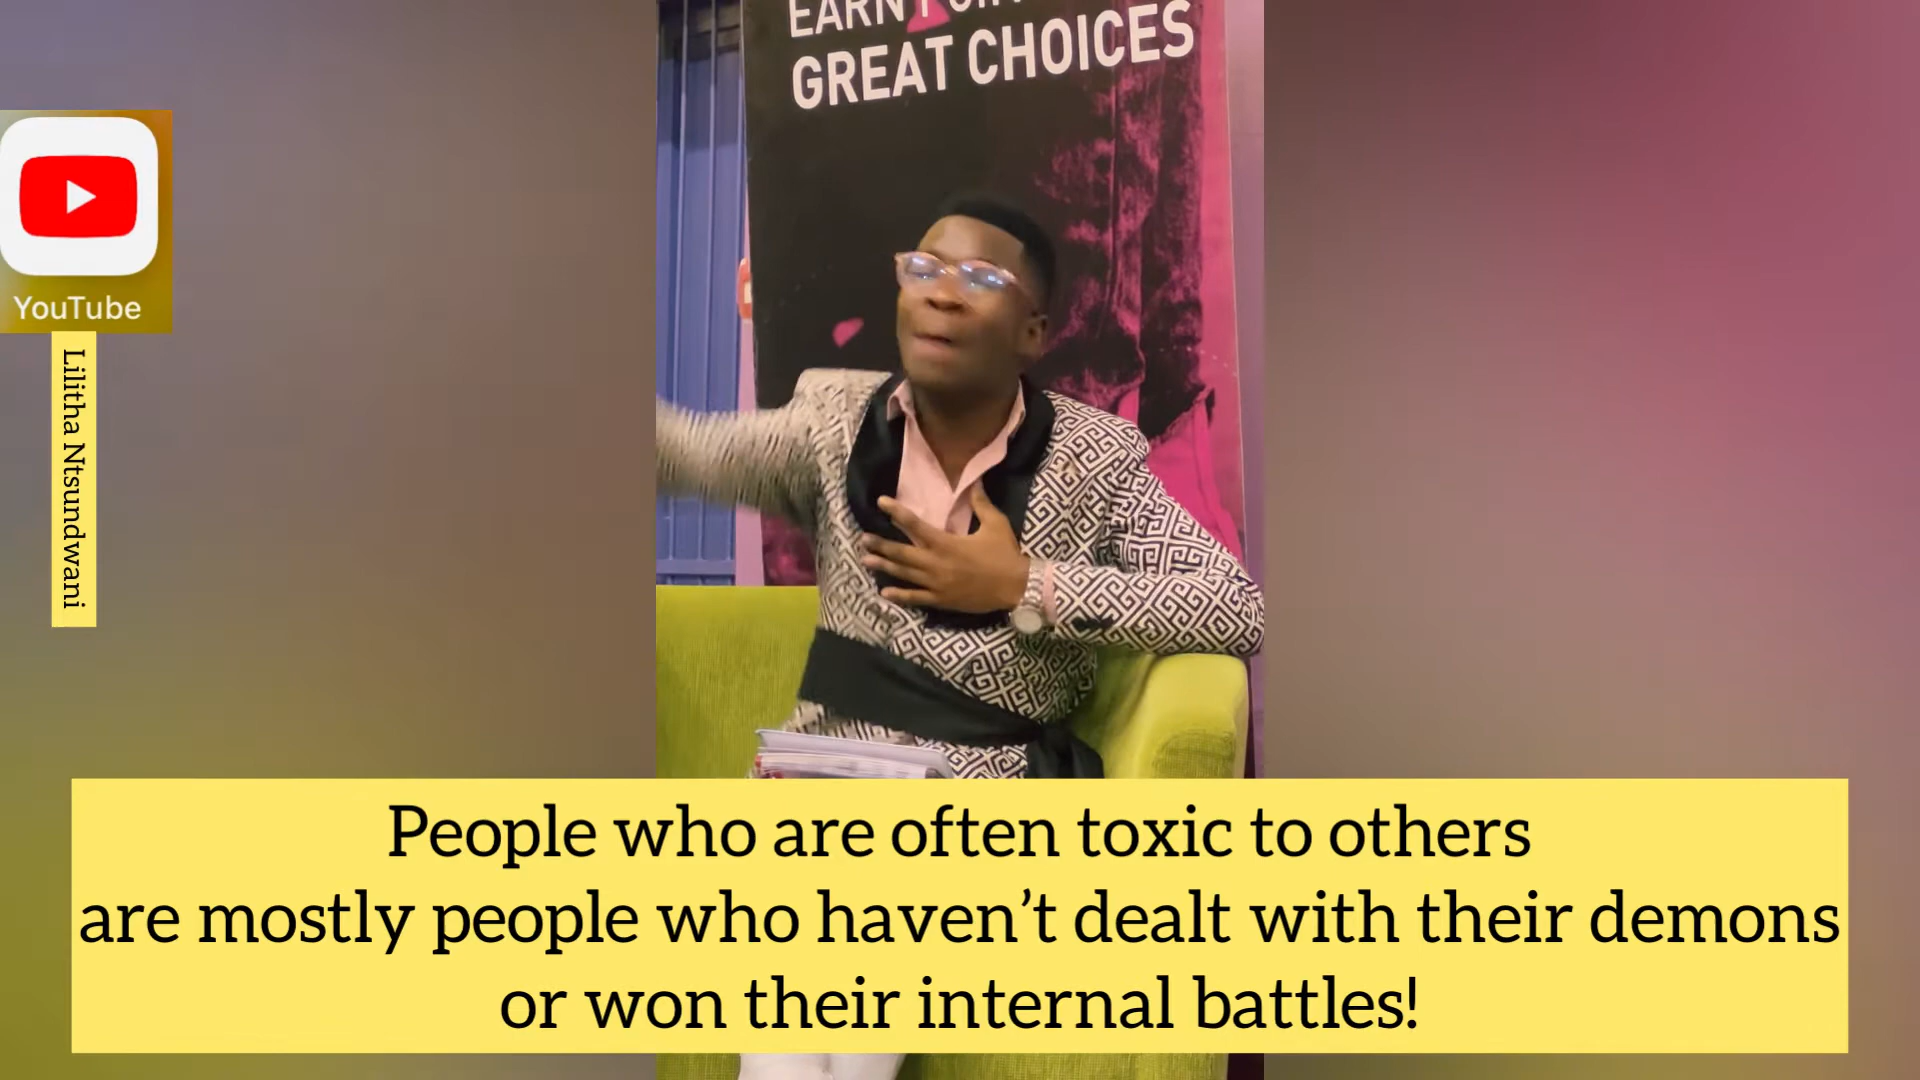 GREAT CHOICES
YouTube
Lilitha Ntsundwani
People who are often toxic to others
are mostly people who haven’t dealt with their demons
or won their internal battles!